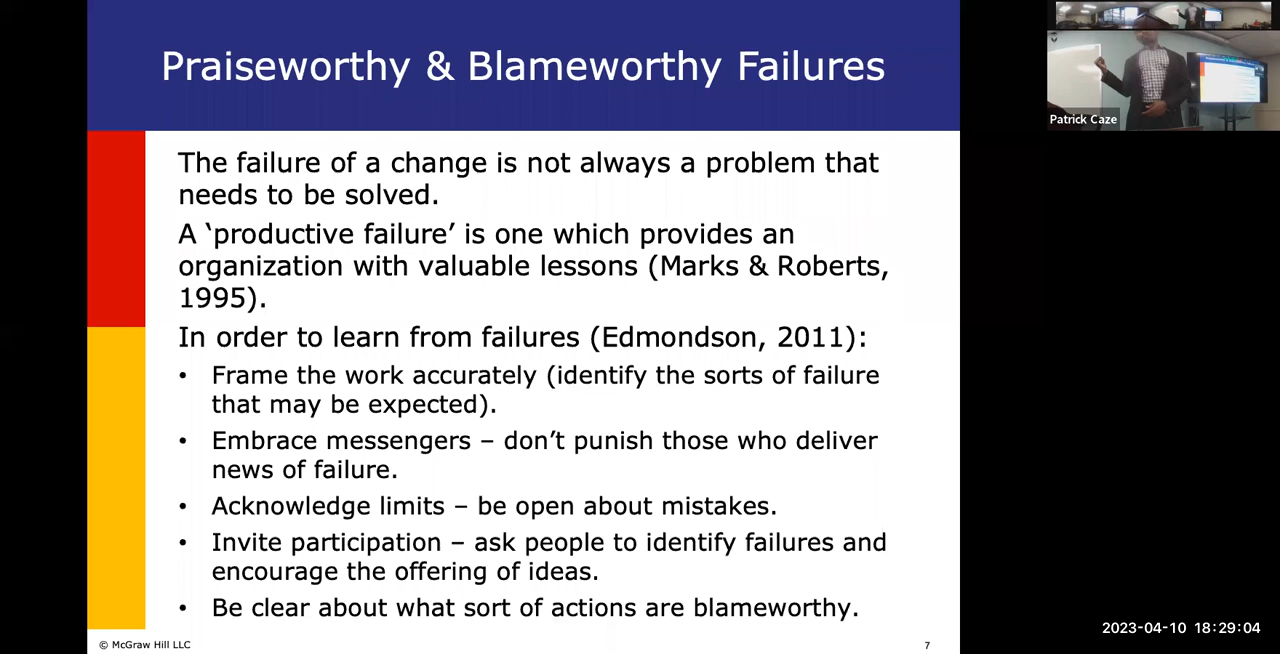 Praiseworthy & Blameworthy Failures
The failure of a change is not always a problem that
needs to be solved.
A ‘productive failure’ is one which provides an
organization with valuable lessons (Marks & Roberts,
1995).
In order to learn from failures (Edmondson, 2011):
• Frame the work accurately (identify the sorts of failure
that may be expected).
• Embrace messengers – don’t punish those who deliver
news of failure.
• Acknowledge limits – be open about mistakes.
• Invite participation – ask people to identify failures and
encourage the offering of ideas.
• Be clear about what sort of actions are blameworthy.
© McGraw Hill LLC
7
Patrick Caze
2023-04-10 18:29:04